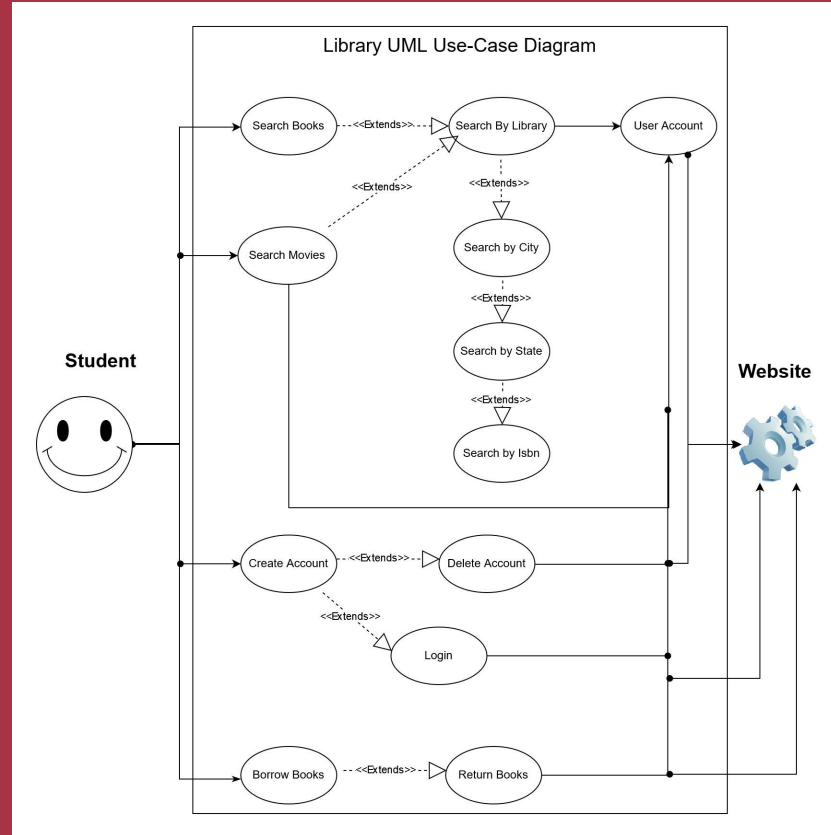 Library UML Use-Case Diagram
Search Books
<<Extends>>
Search By Library
User Account
<<Extends>>
<<Extends>>
Search Movies
Search by City
<<Extends>>
Student
Search by State
Website
<<Extends>>
Search by Isbn
Create Account
<<Extends>>
Delete Account
<<Extends>>
Login
Borrow Books
<<Extends>>
Return Books